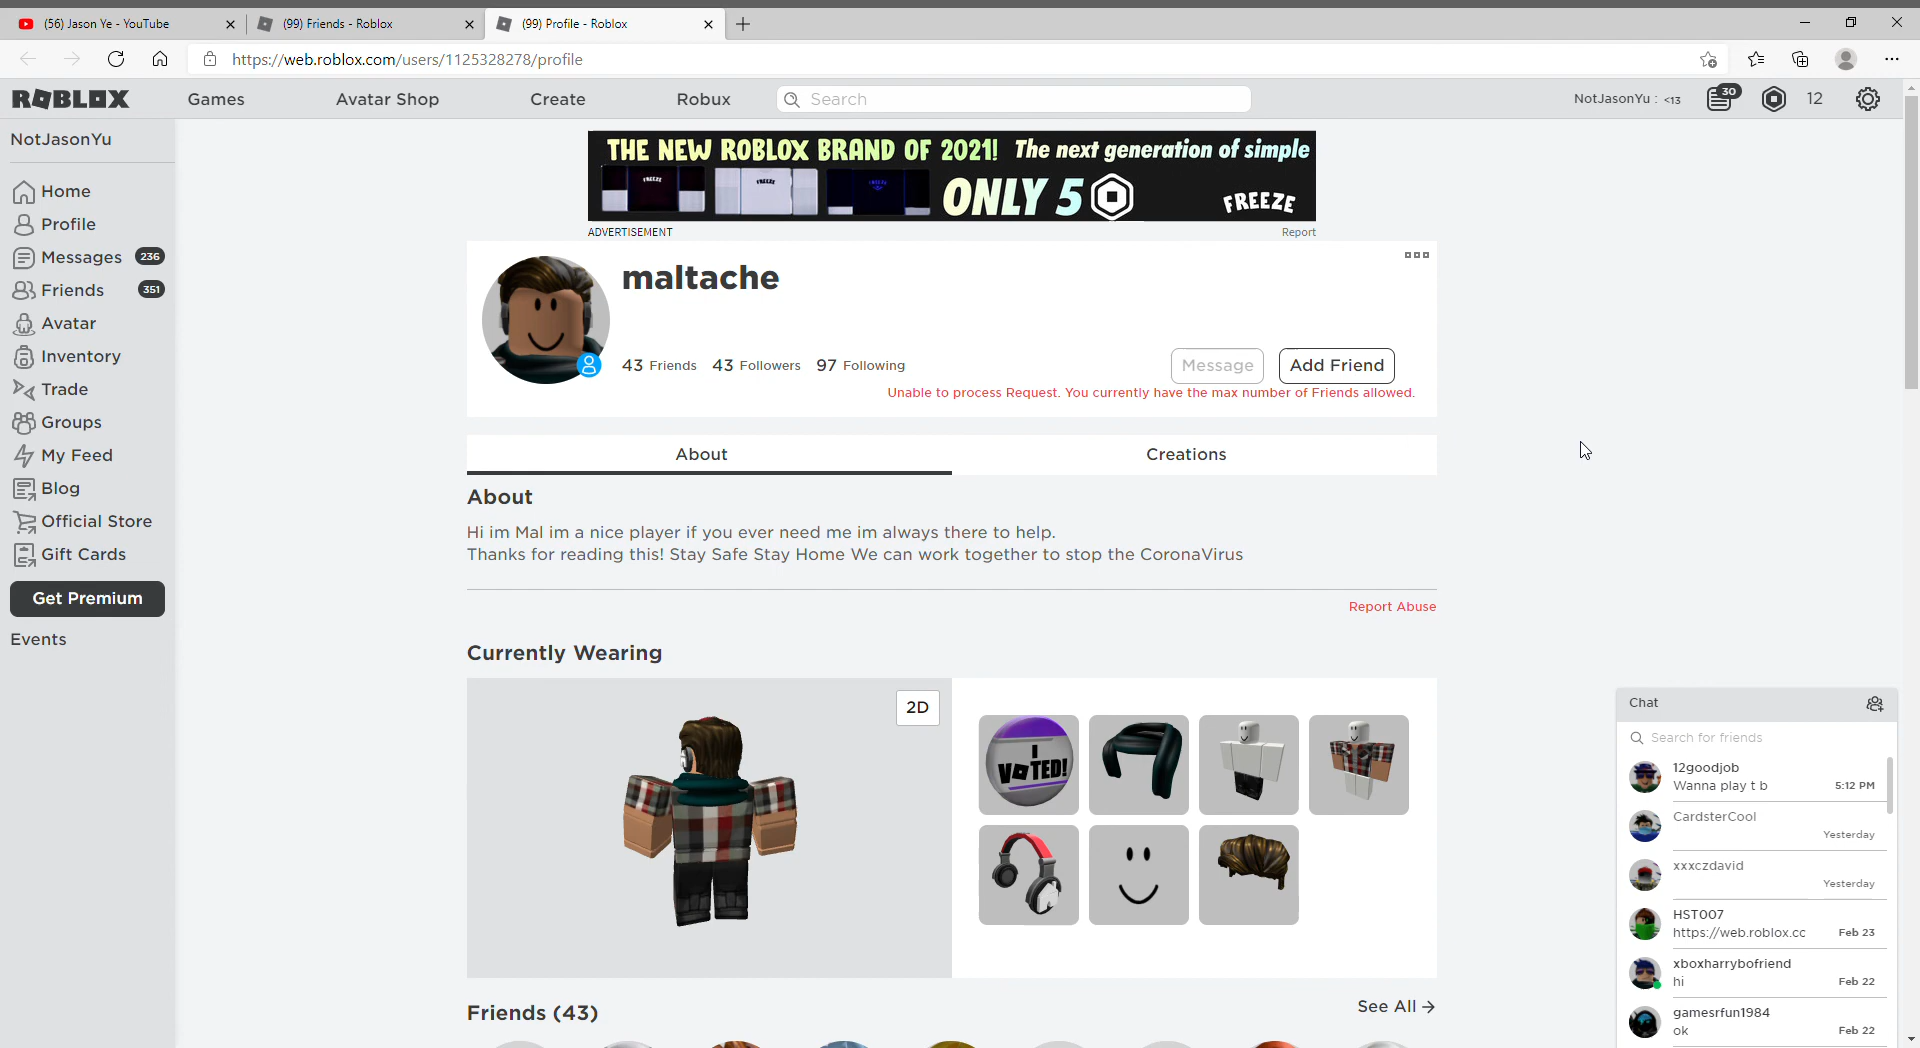 (56) Jason Ye - YouTube
(99) Friends - Roblox
(99) Profile - Roblox
https://web.roblox.com/users/1125328278/profile
ROBLOX
Games
Avatar Shop
Create
Robux
Search
NotJasonYu : <13
30
12
NotJasonYu
Home
Profile
Messages 236
Friends 351
Avatar
Inventory
Trade
Groups
My Feed
Blog
Official Store
Gift Cards
Get Premium
Events
THE NEW ROBLOX BRAND OF 2021! The next generation of simple
FREEZE
FREEZE
ONLY 5
FREEZE
ADVERTISEMENT
Report
maltache
43 Friends 43 Followers 97 Following
Message
Add Friend
Unable to process Request. You currently have the max number of Friends allowed.
About
Creations
About
Hi im Mal im a nice player if you ever need me im always there to help.
Thanks for reading this! Stay Safe Stay Home We can work together to stop the CoronaVirus
Report Abuse
Currently Wearing
2D
I
VOTED!
Friends (43)
See All
Chat
Search for friends
12goodjob
Wanna play t b 5:12 PM
CardsterCool
Yesterday
xxxczdavid
Yesterday
HST007
https://web.roblox.cc Feb 23
xboxharrybofriend
hi Feb 22
gamesrfun1984
ok Feb 22